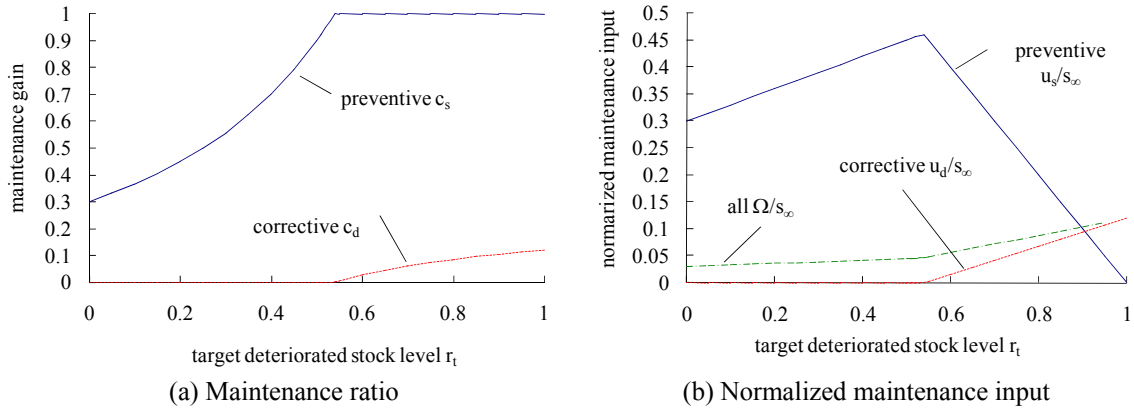 1
0.9
0.8
0.7
0.6
0.5
0.4
0.3
0.2
0.1
0
maintenance gain
preventive cs
corrective cd
0 0.2 0.4 0.6 0.8 1
target deteriorated stock level rt
(a) Maintenance ratio
0.5
0.45
0.4
0.35
0.3
0.25
0.2
0.15
0.1
0.05
0
normarized maintenance input
preventive
us/s∞
corrective ud/s∞
all Ω/s∞
0 0.2 0.4 0.6 0.8 1
target deteriorated stock level rt
(b) Normalized maintenance input